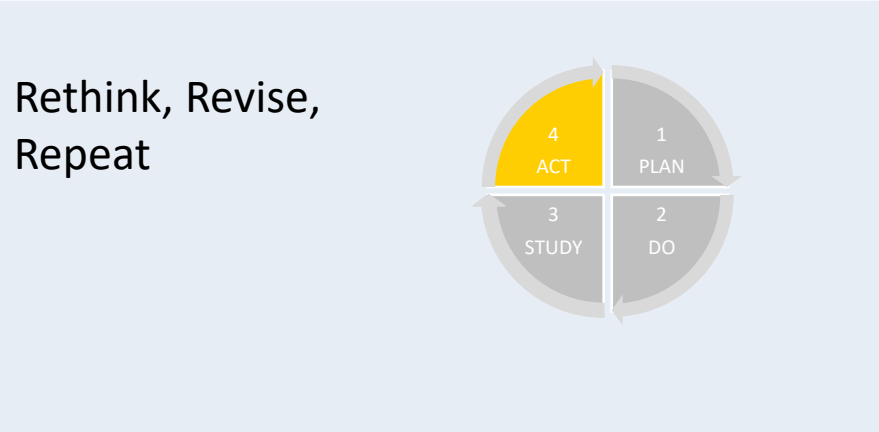 Rethink, Revise,
Repeat
4
ACT
1
PLAN
3
STUDY
2
DO